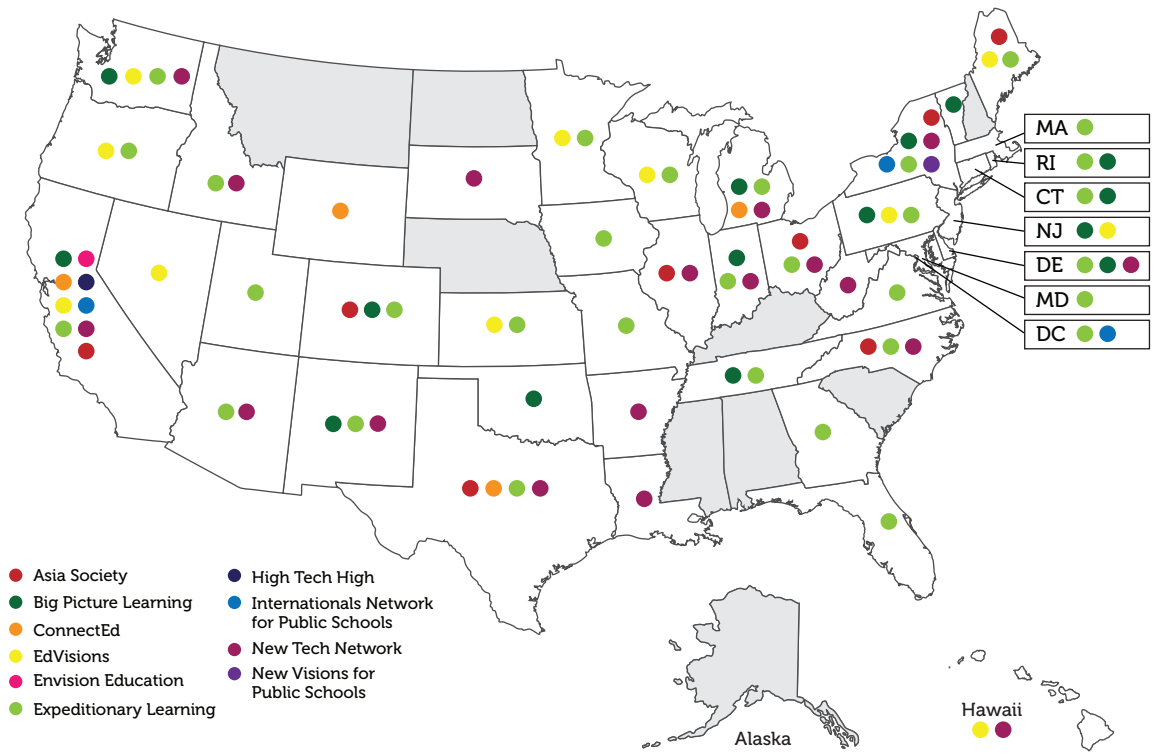 MA
RI
CT
NJ
DE
MD
DC
Asia Society
Big Picture Learning
ConnectEd
EdVisions
Envision Education
Expeditionary Learning
High Tech High
Internationals Network
for Public Schools
New Tech Network
New Visions for
Public Schools
Alaska
Hawaii